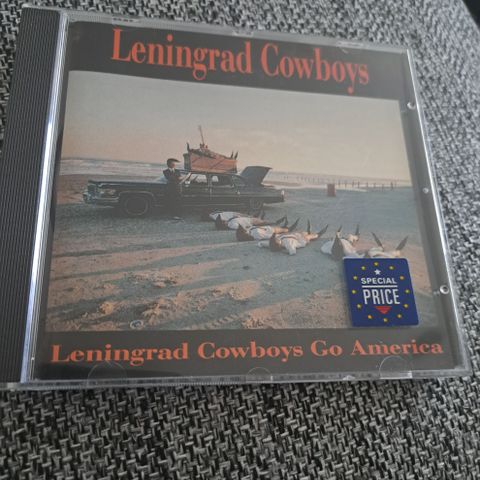 Leningrad Cowboys
SPECIAL
PRICE
Leningrad Cowboys Go America